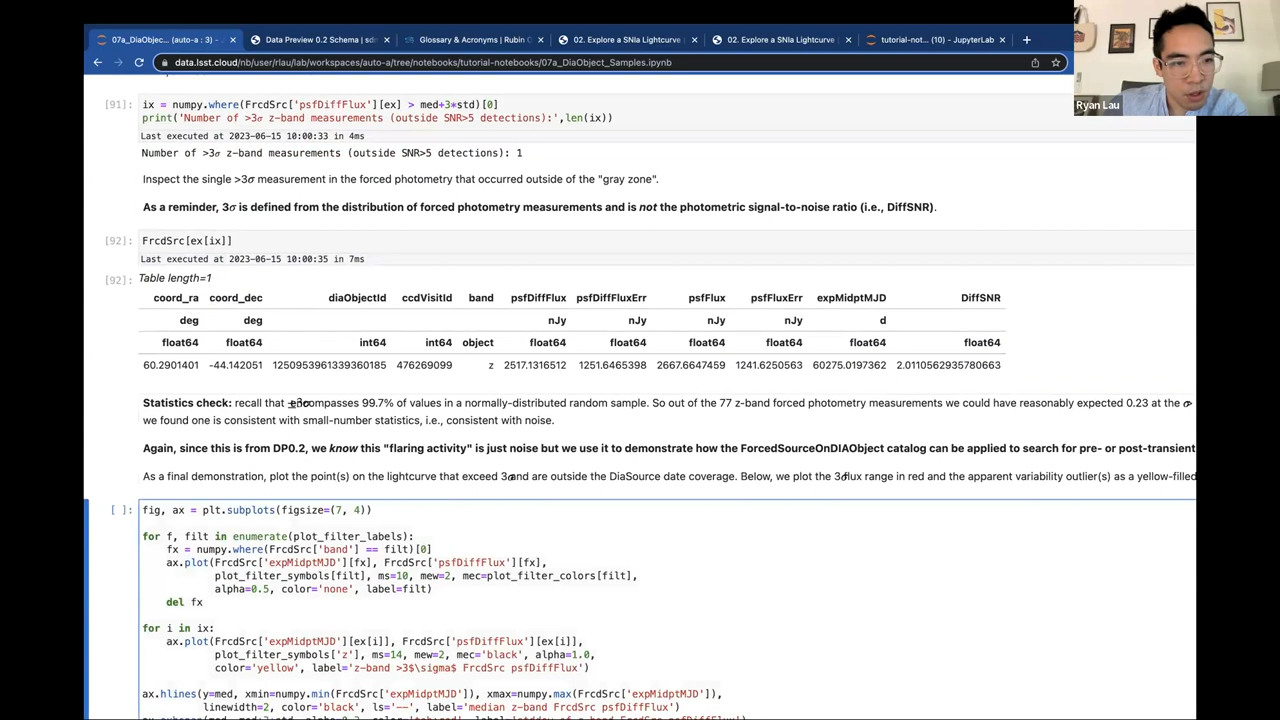 07a_DiaObjec... (auto-a : 3) -
Data Preview 0.2 Schema | sdm
Glossary & Acronyms | Rubin O
02. Explore a SNIa Lightcurve
02. Explore a SNIa Lightcurve
tutorial-not... (10) - JupyterLab
data.lsst.cloud/nb/user/rlau/lab/workspaces/auto-a/tree/notebooks/tutorial-notebooks/07a_DiaObject_Samples.ipynb
Ryan Lau
[91]: ix = numpy.where(FrcdSrc['psfDiffFlux'][ex] > med+3*std)[0]
print('Number of >3σ z-band measurements (outside SNR>5 detections):',len(ix))
Last executed at 2023-06-15 10:00:33 in 4ms
Number of >3σ z-band measurements (outside SNR>5 detections): 1
Inspect the single >3σ measurement in the forced photometry that occurred outside of the "gray zone".
As a reminder, 3σ is defined from the distribution of forced photometry measurements and is not the photometric signal-to-noise ratio (i.e., DiffSNR).
[92]: FrcdSrc[ex[ix]]
Last executed at 2023-06-15 10:00:35 in 7ms
[92]: Table length=1
coord_ra coord_dec diaObjectId ccdVisitId band psfDiffFlux psfDiffFluxErr psfFlux psfFluxErr expMidptMJD DiffSNR
deg deg nJy nJy nJy nJy d
float64 float64 int64 int64 object float64 float64 float64 float64 float64 float64
60.2901401 -44.142051 1250953961339360185 476269099 z 2517.1316512 1251.6465398 2667.6647459 1241.6250563 60275.0197362 2.0110562935780663
Statistics check: recall that ±3σ encompasses 99.7% of values in a normally-distributed random sample. So out of the 77 z-band forced photometry measurements we could have reasonably expected 0.23 at the σ
we found one is consistent with small-number statistics, i.e., consistent with noise.
Again, since this is from DP0.2, we know this "flaring activity" is just noise but we use it to demonstrate how the ForcedSourceOnDIAObject catalog can be applied to search for pre- or post-transient
As a final demonstration, plot the point(s) on the lightcurve that exceed 3σ and are outside the DiaSource date coverage. Below, we plot the 3σ flux range in red and the apparent variability outlier(s) as a yellow-filled
[ ]: fig, ax = plt.subplots(figsize=(7, 4))
for f, filt in enumerate(plot_filter_labels):
fx = numpy.where(FrcdSrc['band'] == filt)[0]
ax.plot(FrcdSrc['expMidptMJD'][fx], FrcdSrc['psfDiffFlux'][fx],
plot_filter_symbols[filt], ms=10, mew=2, mec=plot_filter_colors[filt],
alpha=0.5, color='none', label=filt)
del fx
for i in ix:
ax.plot(FrcdSrc['expMidptMJD'][ex[i]], FrcdSrc['psfDiffFlux'][ex[i]],
plot_filter_symbols['z'], ms=14, mew=2, mec='black', alpha=1.0,
color='yellow', label='z-band >3$\sigma$ FrcdSrc psfDiffFlux')
ax.hlines(y=med, xmin=numpy.min(FrcdSrc['expMidptMJD']), xmax=numpy.max(FrcdSrc['expMidptMJD']),
linewidth=2, color='black', ls='--', label='median z-band FrcdSrc psfDiffFlux')